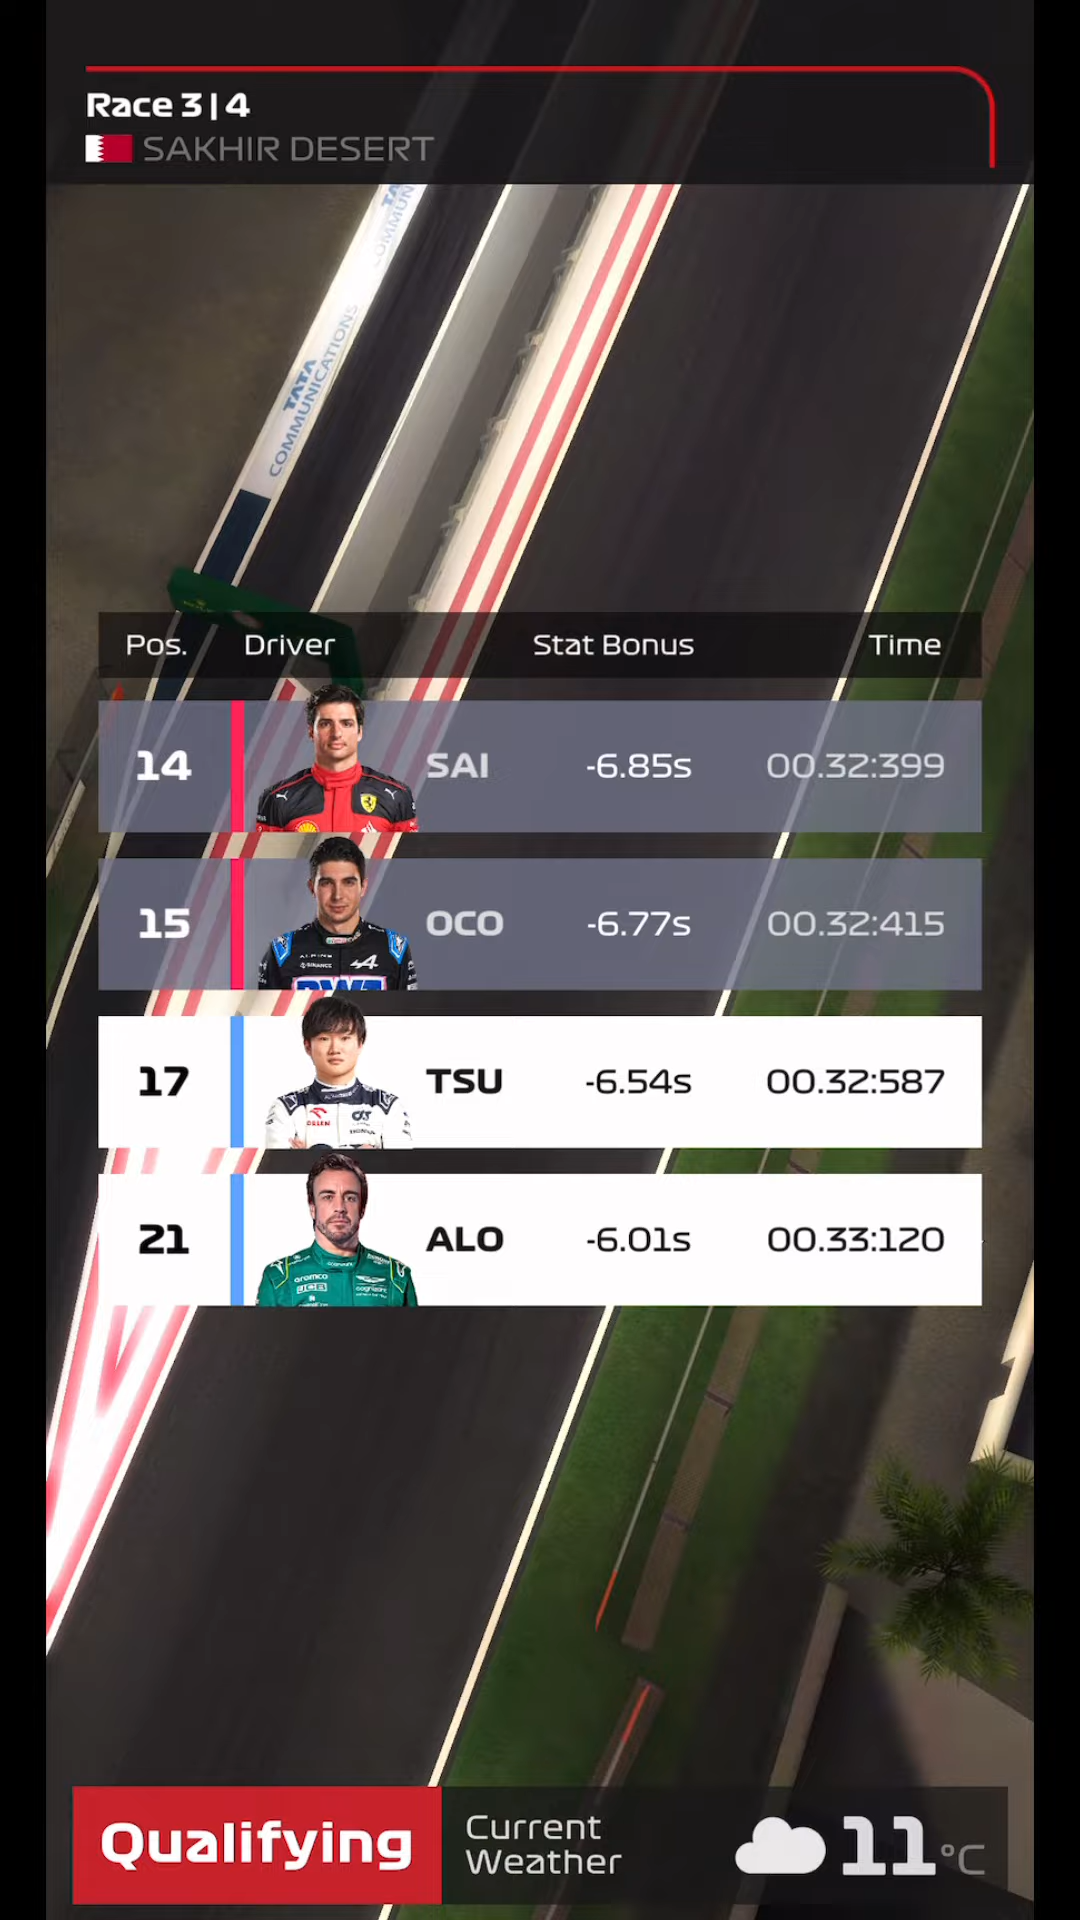 Race 3|4
SAKHIR DESERT
TATA
COMMUNICATIONS
Pos. Driver Stat Bonus Time
14 SAI -6.85s 00.32:399
15 OCO -6.77s 00.32:415
17 TSU -6.54s 00.32:587
21 ALO -6.01s 00.33:120
Qualifying
Current
Weather
11°C